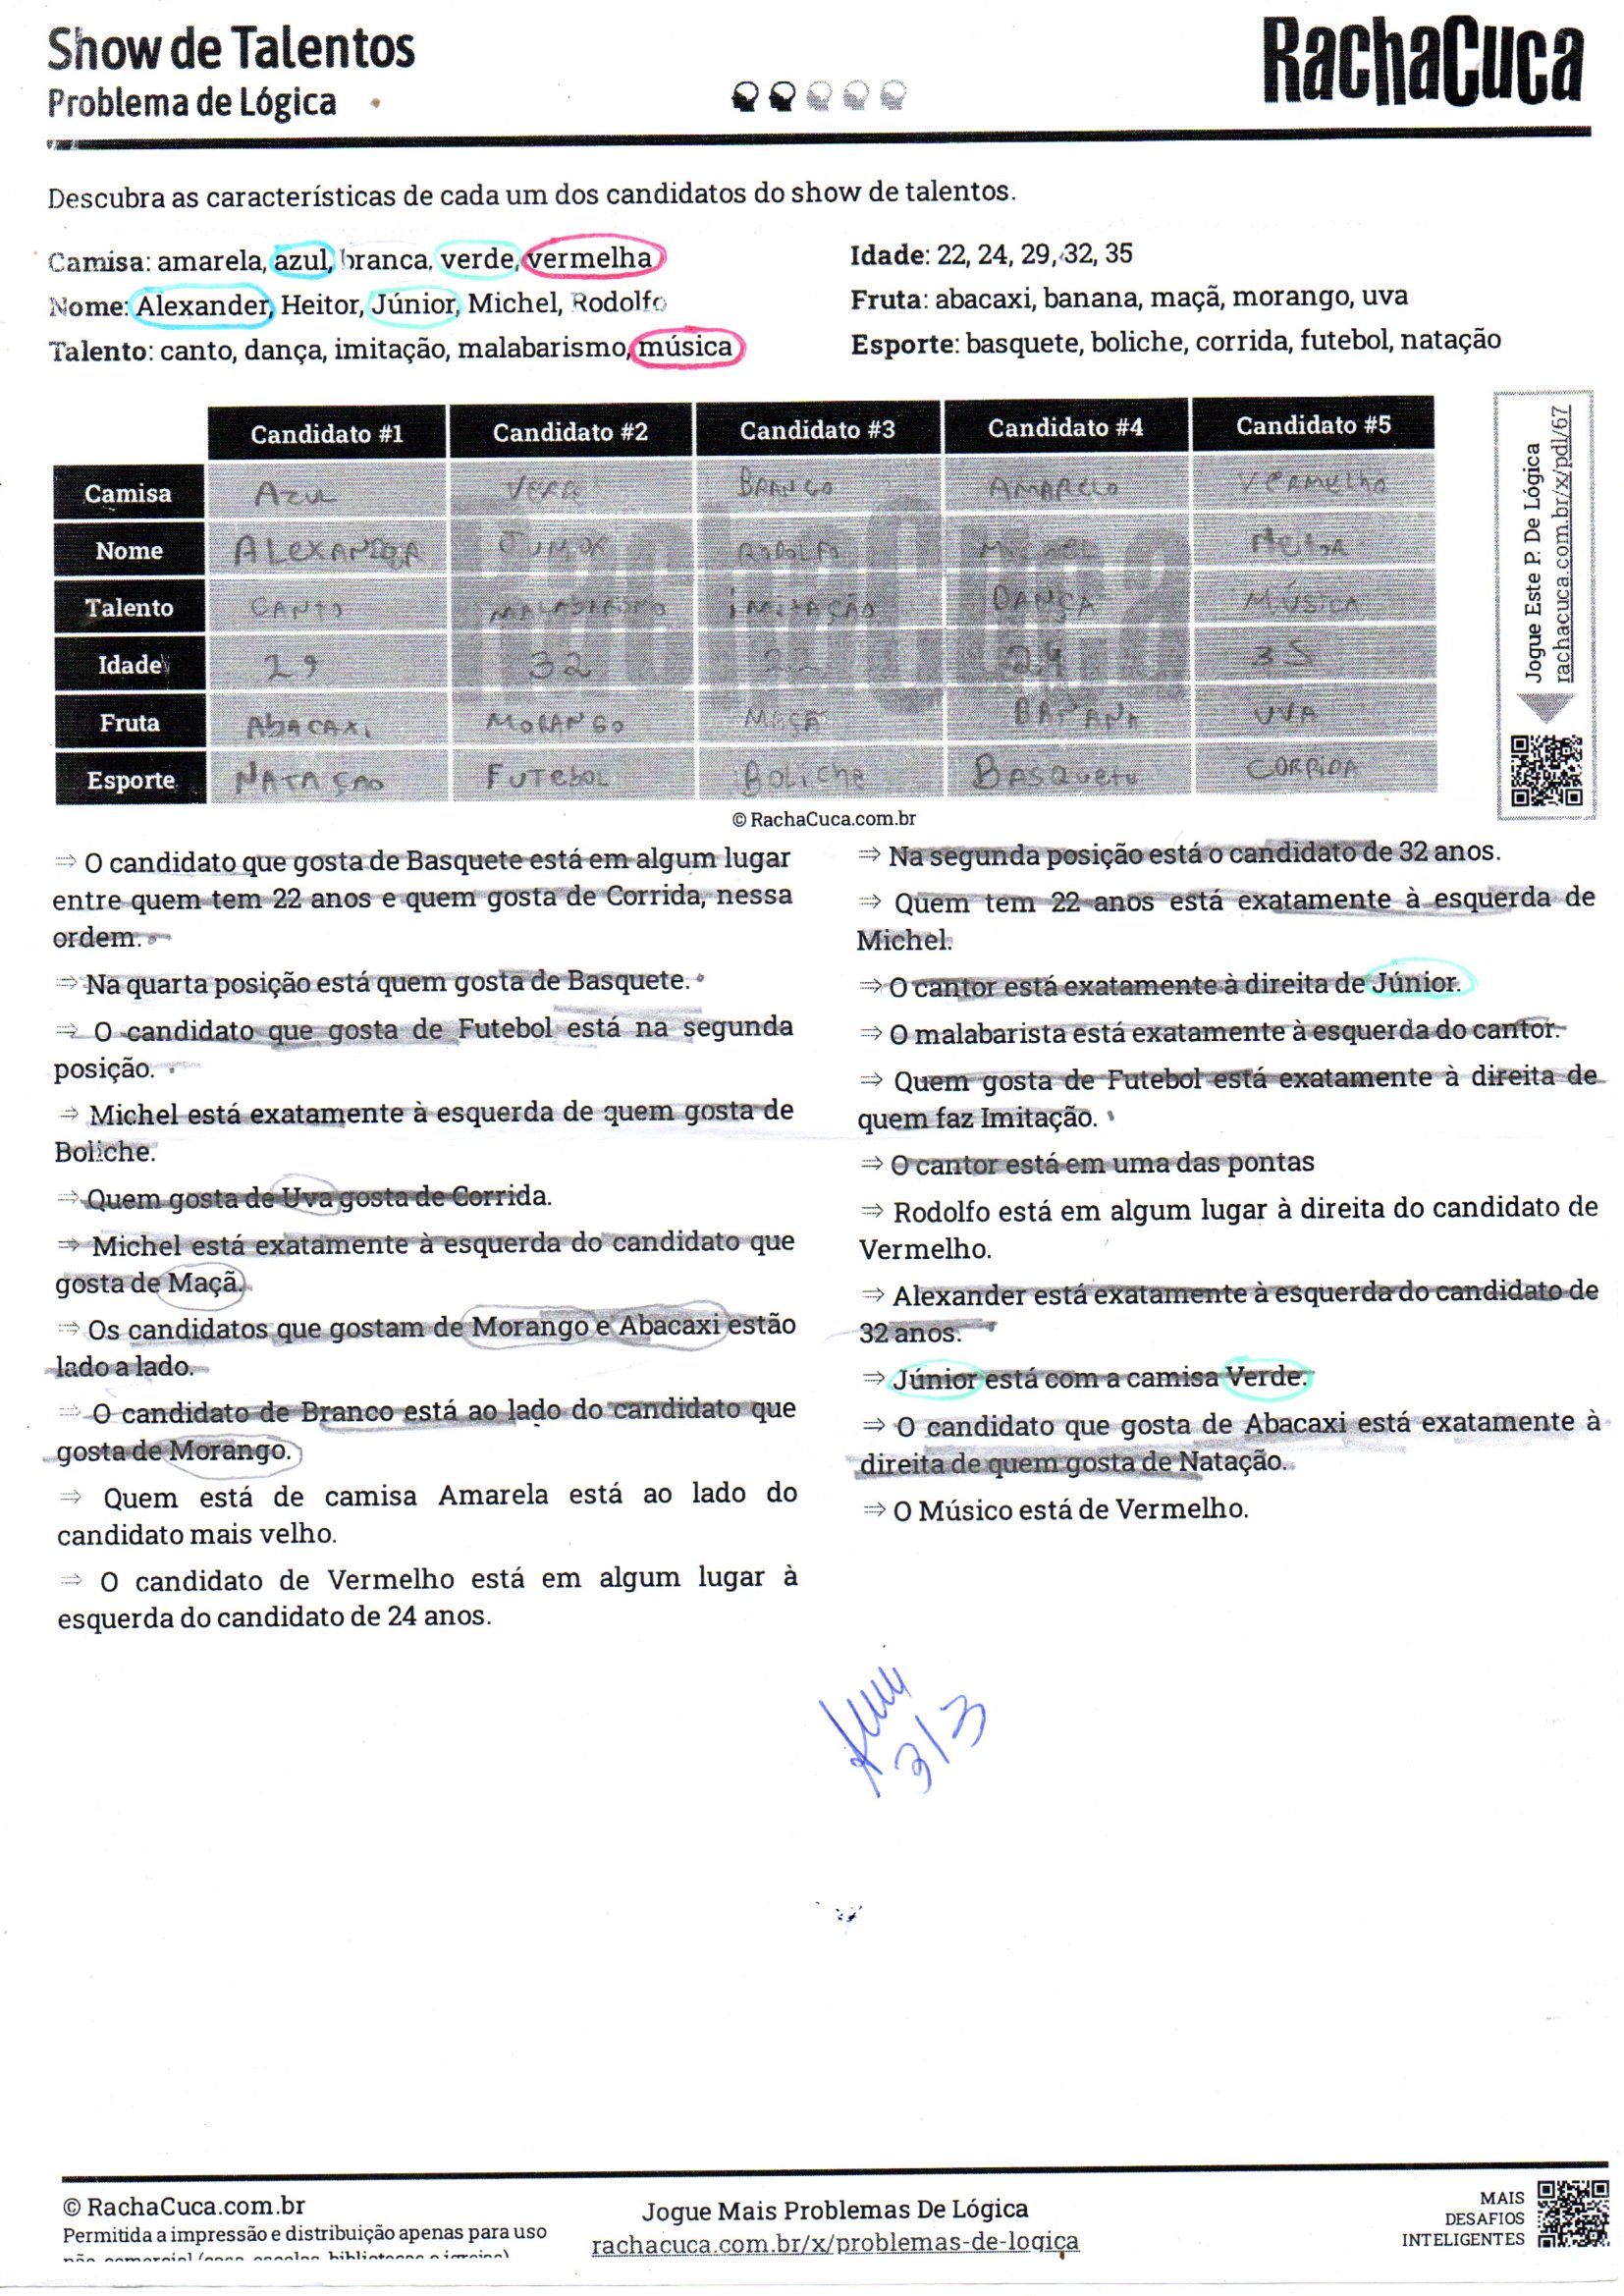 Show de Talentos
Problema de Lógica
RachaCuca
Descubra as características de cada um dos candidatos do show de talentos.
Camisa: amarela, azul, branca, verde, vermelha
Nome: Alexander, Heitor, Júnior, Michel, Rodolfo
Talento: canto, dança, imitação, malabarismo, música
Idade: 22, 24, 29, 32, 35
Fruta: abacaxi, banana, maçã, morango, uva
Esporte: basquete, boliche, corrida, futebol, natação
Candidato #1 Candidato #2 Candidato #3 Candidato #4 Candidato #5
Camisa AZUL VERDE BRANCO AMARELO VERMELHO
Nome ALEXANDER JUNIOR RODOLFO MICHEL HEITOR
Talento CANTO IMITAÇÃO DANÇA MÚSICA
Idade 29 32 22 24 35
Fruta ABACAXI MORANGO MAÇÃ BANANA UVA
Esporte NATAÇAO FUTEBOL BOLICHE BASQUETE CORRIDA
RachaCuca
Jogue Este P. De Lógica
rachacuca.com.br/x/pdl/67
© RachaCuca.com.br
⇒ O candidato que gosta de Basquete está em algum lugar
entre quem tem 22 anos e quem gosta de Corrida, nessa
ordem.
⇒ Na quarta posição está quem gosta de Basquete.
⇒ O candidato que gosta de Futebol está na segunda
posição.
⇒ Michel está exatamente à esquerda de quem gosta de
Boliche.
⇒ Quem gosta de Uva gosta de Corrida.
⇒ Michel está exatamente à esquerda do candidato que
gosta de Maçã.
⇒ Os candidatos que gostam de Morango e Abacaxi estão
lado a lado.
⇒ O candidato de Branco está ao lado do candidato que
gosta de Morango.
⇒ Quem está de camisa Amarela está ao lado do
candidato mais velho.
⇒ O candidato de Vermelho está em algum lugar à
esquerda do candidato de 24 anos.
⇒ Na segunda posição está o candidato de 32 anos.
⇒ Quem tem 22 anos está exatamente à esquerda de
Michel.
⇒ O cantor está exatamente à direita de Júnior.
⇒ O malabarista está exatamente à esquerda do cantor.
⇒ Quem gosta de Futebol está exatamente à direita de
quem faz Imitação.
⇒ O cantor está em uma das pontas
⇒ Rodolfo está em algum lugar à direita do candidato de
Vermelho.
⇒ Alexander está exatamente à esquerda do candidato de
32 anos.
⇒ Júnior está com a camisa Verde.
⇒ O candidato que gosta de Abacaxi está exatamente à
direita de quem gosta de Natação.
⇒ O Músico está de Vermelho.
3/3
© RachaCuca.com.br
Permitida a impressão e distribuição apenas para uso
não comercial (casa, escolas, bibliotecas e igrejas)
Jogue Mais Problemas De Lógica
rachacuca.com.br/x/problemas-de-logica
MAIS
DESAFIOS
INTELIGENTES